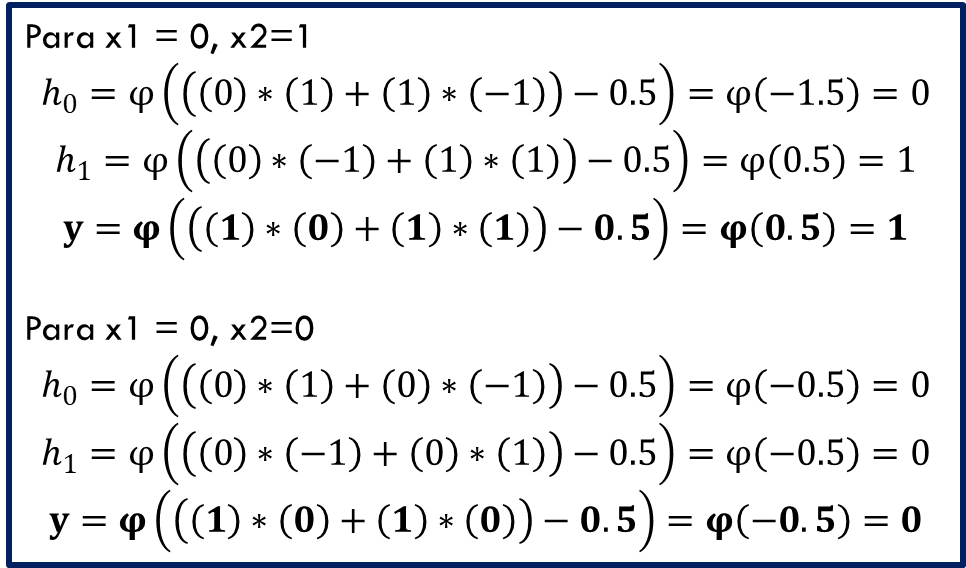 Para x1 = 0, x2=1
h₀ = φ(((0) * (1) + (1) * (−1)) − 0.5) = φ(−1.5) = 0
h₁ = φ(((0) * (−1) + (1) * (1)) − 0.5) = φ(0.5) = 1
y = φ(((1) * (0) + (1) * (1)) − 0.5) = φ(0.5) = 1
Para x1 = 0, x2=0
h₀ = φ(((0) * (1) + (0) * (−1)) − 0.5) = φ(−0.5) = 0
h₁ = φ(((0) * (−1) + (0) * (1)) − 0.5) = φ(−0.5) = 0
y = φ(((1) * (0) + (1) * (0)) − 0.5) = φ(−0.5) = 0